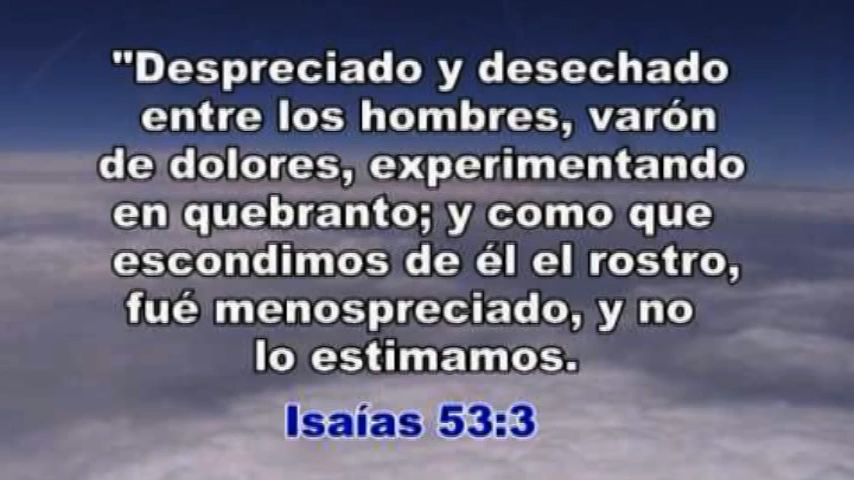 "Despreciado y desechado
entre los hombres, varón
de dolores, experimentando
en quebranto; y como que
escondimos de él el rostro,
fué menospreciado, y no
lo estimamos.
Isaías 53:3